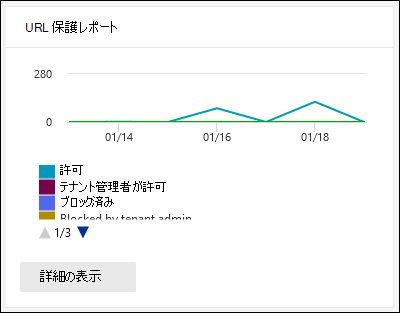 URL 保護レポート
280
0
01/14
01/16
01/18
許可
テナント管理者が許可
ブロック済み
Blocked by tenant admin
1/3
詳細の表示